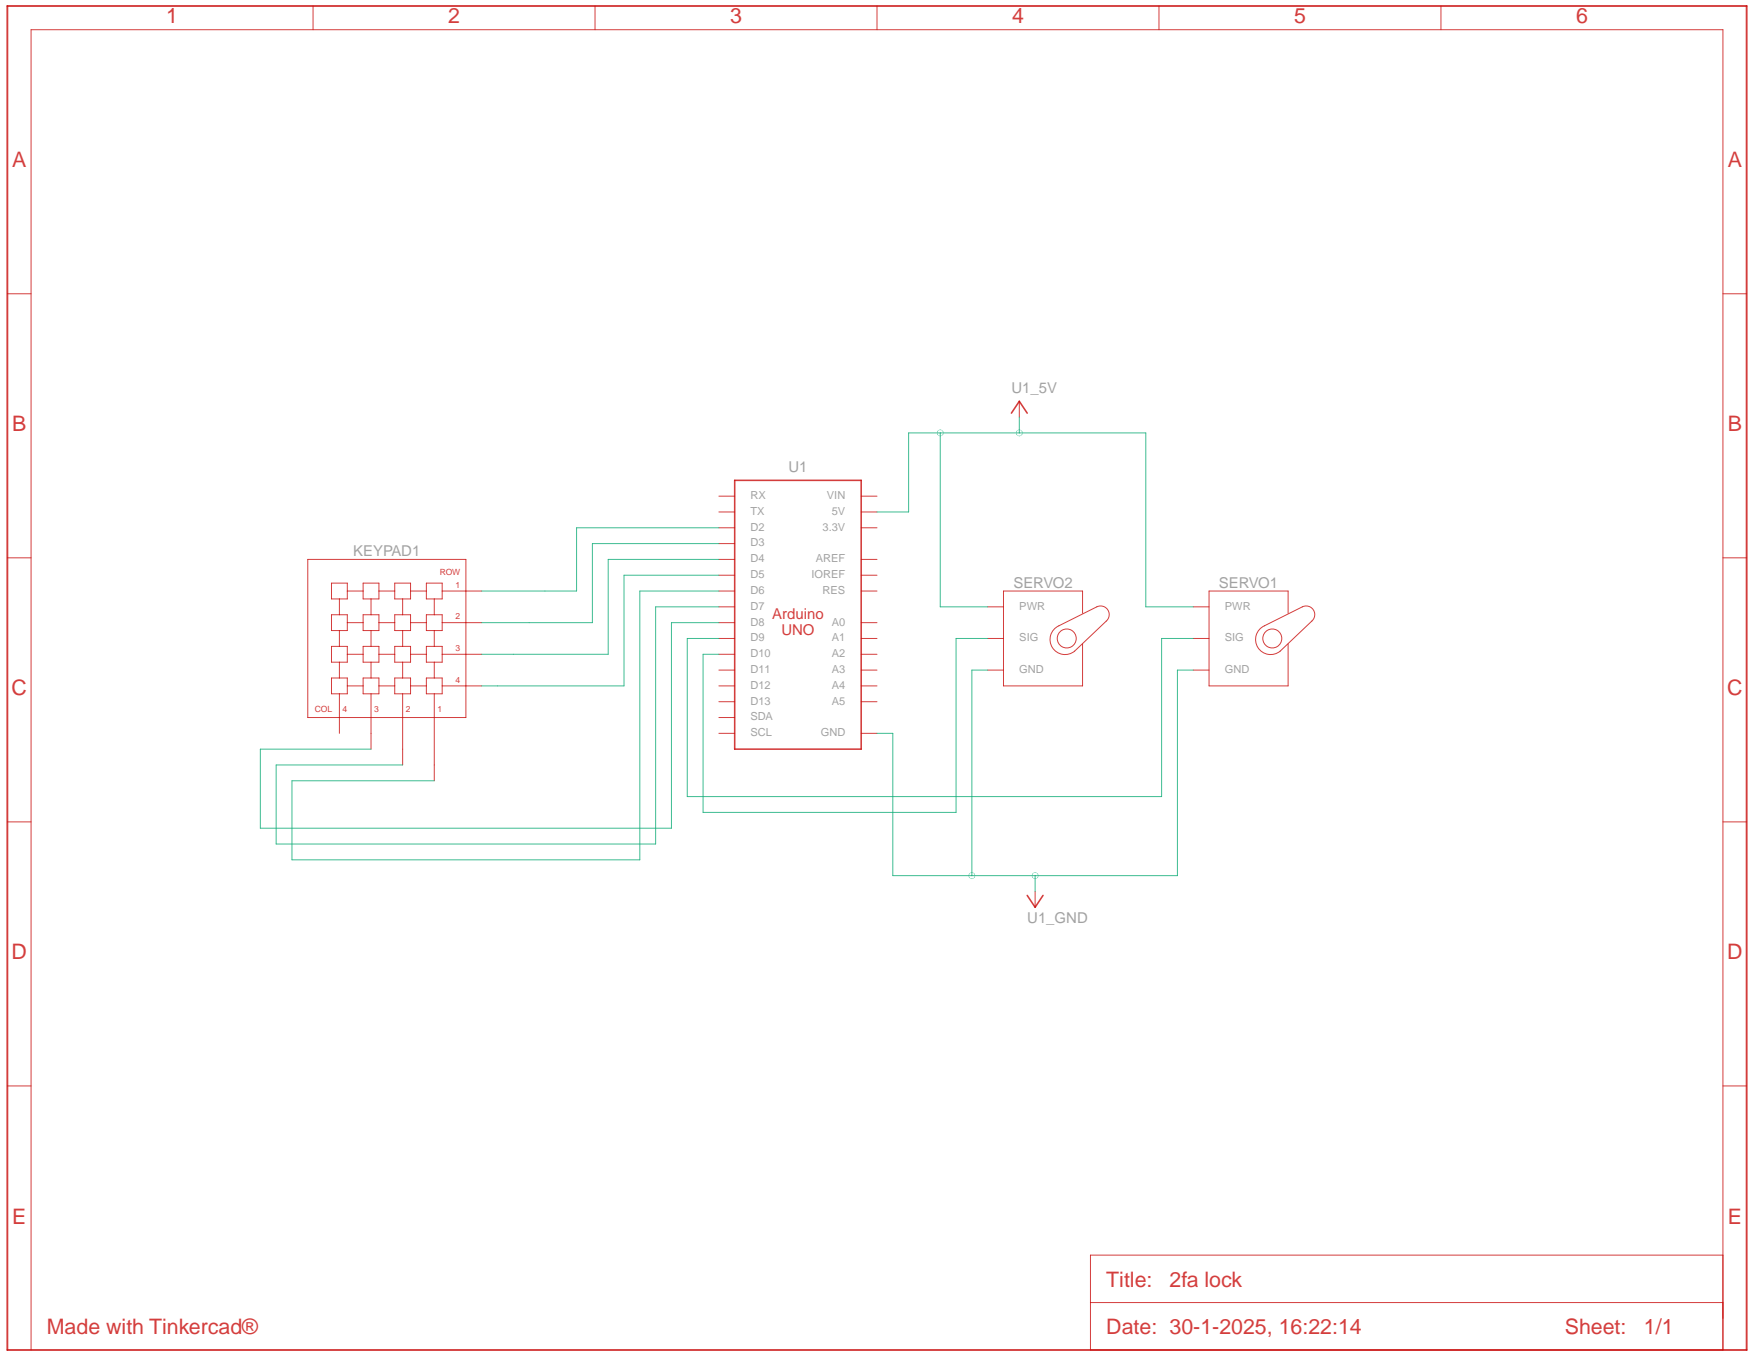 1 2 3 4 5 6
A A
U1_5V
B B
U1
RX VIN
TX 5V
D2 3.3V
D3
KEYPAD1
D4 AREF
ROW
D5 IOREF
SERVO2 SERVO1
1
D6 RES
D7
PWR PWR
Arduino
2
D8 A0
UNO
D9 A1
SIG SIG
3
D10 A2
D11 A3
GND GND
4
D12 A4
C C
D13 A5
COL 4 3 2 1
SDA
SCL GND
U1_GND
D D
E E
Title: 2fa lock
Made with Tinkercad®
Date: 30-1-2025, 16:22:14 Sheet: 1/1